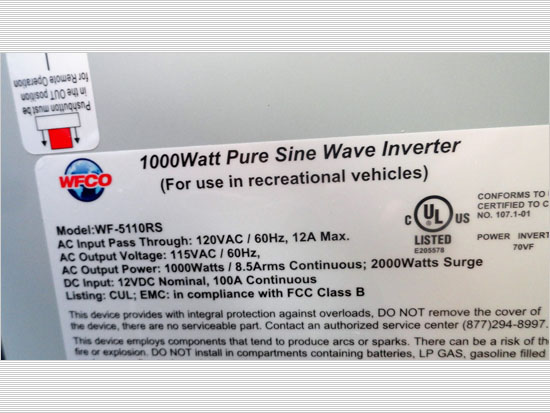 Pushbutton must be
in the OUT position
for Remote Operation
WFCO
1000Watt Pure Sine Wave Inverter
(For use in recreational vehicles)
Model:WF-5110RS
AC Input Pass Through: 120VAC / 60Hz, 12A Max.
AC Output Voltage: 115VAC / 60Hz,
AC Output Power: 1000Watts / 8.5Arms Continuous; 2000Watts Surge
DC Input: 12VDC Nominal, 100A Continuous
Listing: CUL; EMC: in compliance with FCC Class B
C UL US
LISTED
E205578
CONFORMS TO
CERTIFIED TO C
NO. 107.1-01
POWER INVERT
70VF
This device provides with integral protection against overloads, DO NOT remove the cover of
the device, there are no serviceable part. Contact an authorized service center (877)294-8997.
This device employs components that tend to produce arcs or sparks. There can be a risk of th
fire or explosion. DO NOT install in compartments containing batteries, LP GAS, gasoline filled